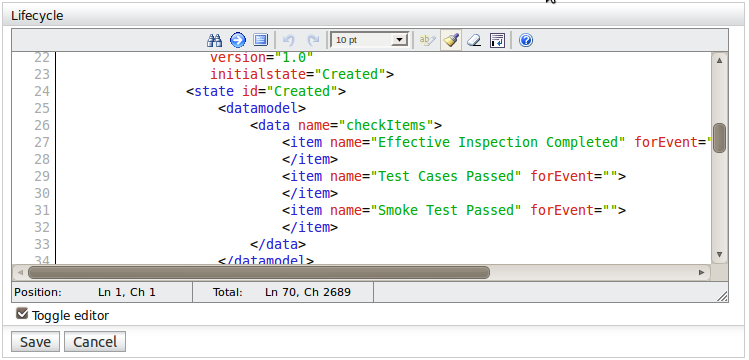 Lifecycle
10 pt
22 version="1.0"
23 initialstate="Created">
24 <state id="Created">
25 <datamodel>
26 <data name="checkItems">
27 <item name="Effective Inspection Completed" forEvent="
28 </item>
29 <item name="Test Cases Passed" forEvent="">
30 </item>
31 <item name="Smoke Test Passed" forEvent="">
32 </item>
33 </data>
34 </datamodel>
Position: Ln 1, Ch 1 Total: Ln 70, Ch 2689
Toggle editor
Save Cancel